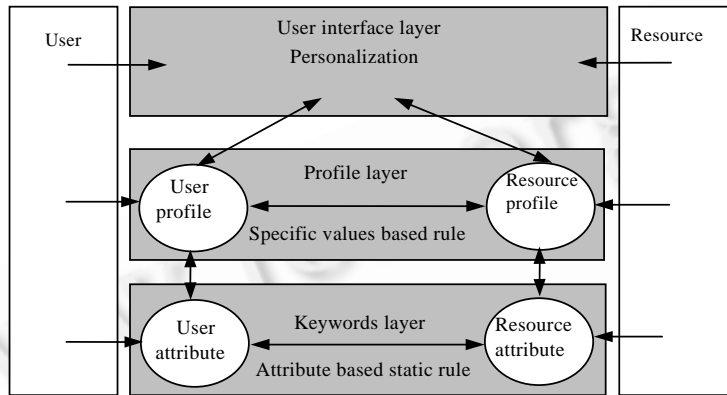 User
User interface layer
Personalization
Resource
User
profile
Profile layer
Specific values based rule
Resource
profile
User
attribute
Keywords layer
Attribute based static rule
Resource
attribute